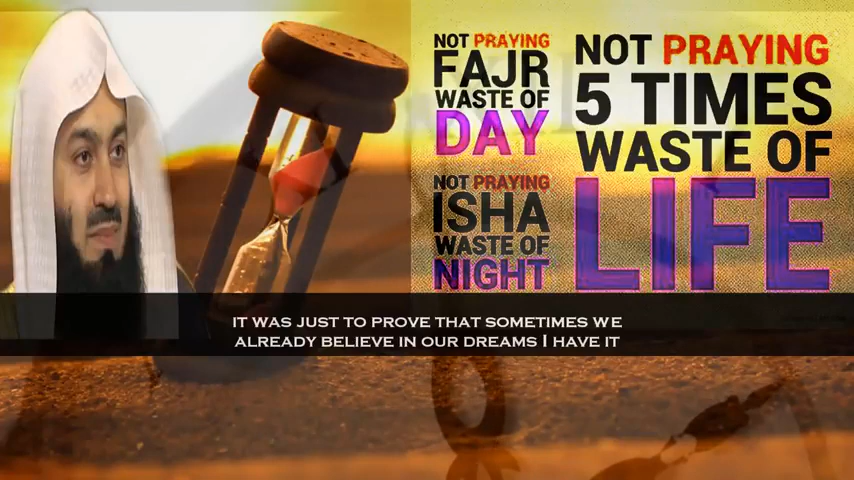 NOT PRAYING
FAJR
WASTE OF
DAY
NOT PRAYING
ISHA
WASTE OF
NIGHT
NOT PRAYING
5 TIMES
WASTE OF
LIFE
IT WAS JUST TO PROVE THAT SOMETIMES WE
ALREADY BELIEVE IN OUR DREAMS I HAVE IT